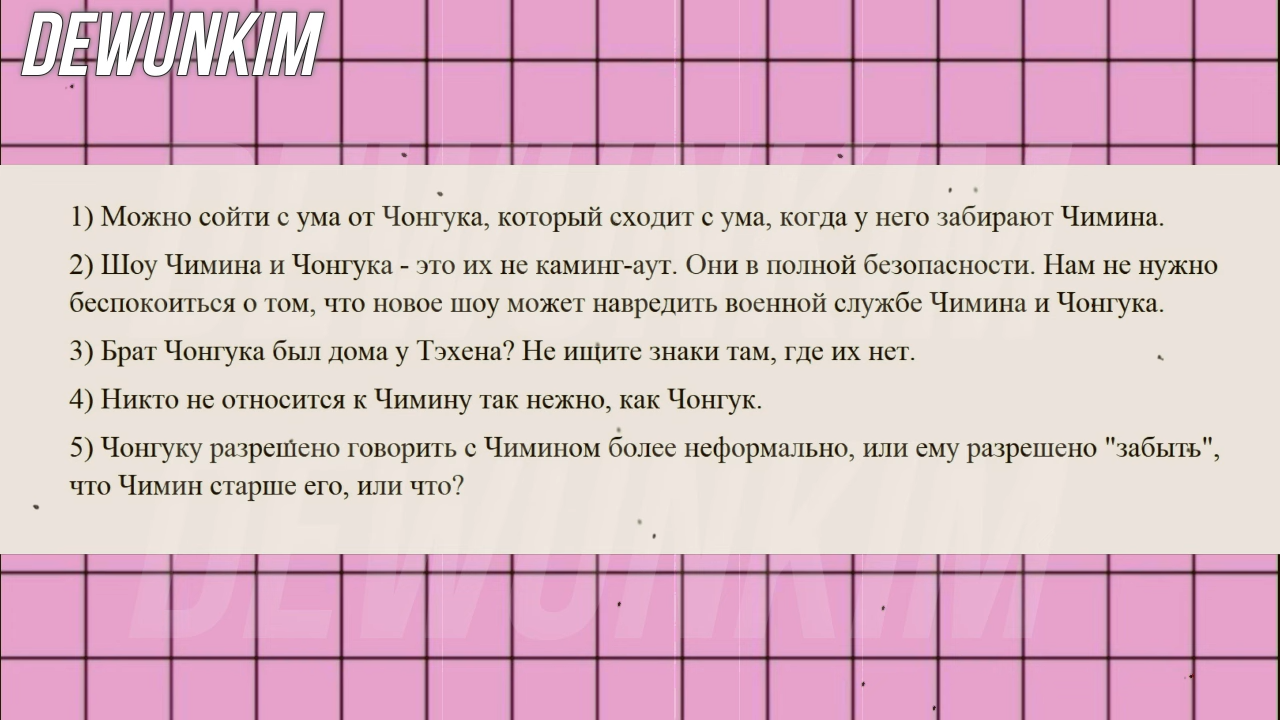 DEWUNKIM
1) Можно сойти с ума от Чонгука, который сходит с ума, когда у него забирают Чимина.
2) Шоу Чимина и Чонгука - это их не каминг-аут. Они в полной безопасности. Нам не нужно
беспокоиться о том, что новое шоу может навредить военной службе Чимина и Чонгука.
3) Брат Чонгука был дома у Тэхена? Не ищите знаки там, где их нет.
4) Никто не относится к Чимину так нежно, как Чонгук.
5) Чонгуку разрешено говорить с Чимином более неформально, или ему разрешено "забыть",
что Чимин старше его, или что?
DEWUNKIM
DEWUNKIM